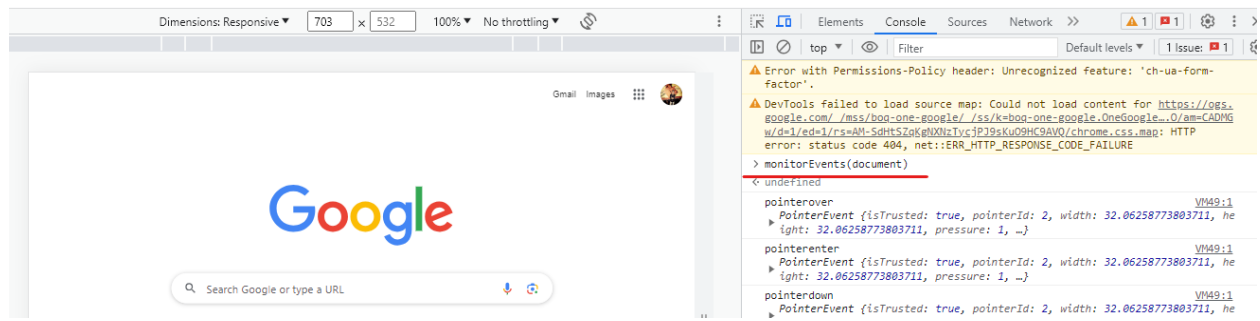 Dimensions: Responsive ▼ 703 x 532 100% ▼ No throttling ▼
Elements Console Sources Network >> 1 1
top ▼ Filter Default levels ▼ 1 Issue: 1
Gmail Images
Google
Search Google or type a URL
Error with Permissions-Policy header: Unrecognized feature: 'ch-ua-form-
factor'.
DevTools failed to load source map: Could not load content for https://ogs.
google.com/_/mss/boq-one-google/_/ss/k=boq-one-google.OneGoogle….O/am=CADMG
w/d=1/ed=1/rs=AM-SdHtSZqKgNXNzTycjPJ9sKuO9HC9AVQ/chrome.css.map: HTTP
error: status code 404, net::ERR_HTTP_RESPONSE_CODE_FAILURE
> monitorEvents(document)
undefined
pointerover VM49:1
PointerEvent {isTrusted: true, pointerId: 2, width: 32.06258773803711, he
ight: 32.06258773803711, pressure: 1, …}
pointerenter VM49:1
PointerEvent {isTrusted: true, pointerId: 2, width: 32.06258773803711, he
ight: 32.06258773803711, pressure: 1, …}
pointerdown VM49:1
PointerEvent {isTrusted: true, pointerId: 2, width: 32.06258773803711, he